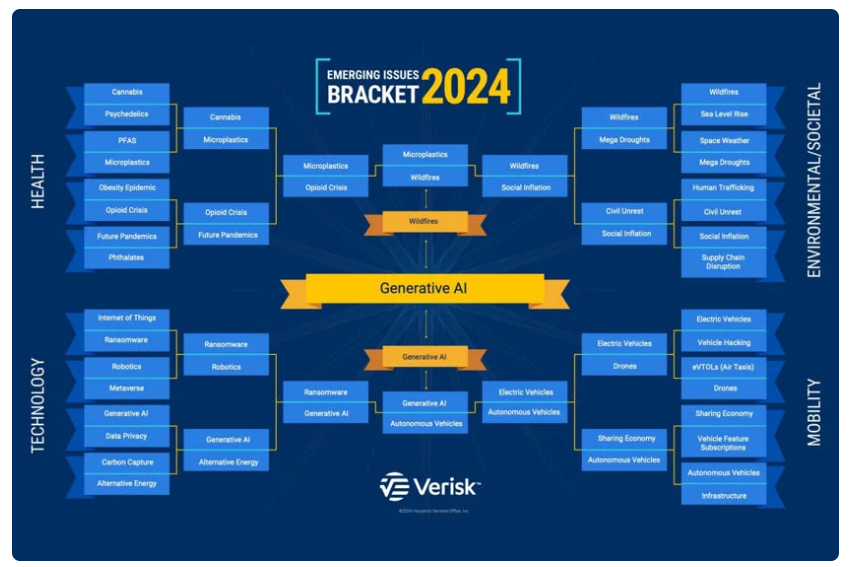 EMERGING ISSUES
BRACKET 2024
HEALTH
Cannabis
Psychedelics
PFAS
Microplastics
Obesity Epidemic
Opioid Crisis
Future Pandemics
Phthalates
Cannabis
Microplastics
Opioid Crisis
Future Pandemics
Microplastics
Opioid Crisis
Microplastics
Wildfires
Wildfires
Social Inflation
Wildfires
Mega Droughts
Civil Unrest
Social Inflation
Wildfires
Sea Level Rise
Space Weather
Mega Droughts
Human Trafficking
Civil Unrest
Social Inflation
Supply Chain
Disruption
ENVIRONMENTAL/SOCIETAL
Wildfires
Generative AI
Generative AI
TECHNOLOGY
Internet of Things
Ransomware
Robotics
Metaverse
Generative AI
Data Privacy
Carbon Capture
Alternative Energy
Ransomware
Robotics
Generative AI
Alternative Energy
Ransomware
Generative AI
Generative AI
Autonomous Vehicles
Electric Vehicles
Autonomous Vehicles
Electric Vehicles
Drones
Sharing Economy
Autonomous Vehicles
Electric Vehicles
Vehicle Hacking
eVTOLs (Air Taxis)
Drones
Sharing Economy
Vehicle Feature
Subscriptions
Autonomous Vehicles
Infrastructure
MOBILITY
Verisk™
©2024 Insurance Services Office, Inc.